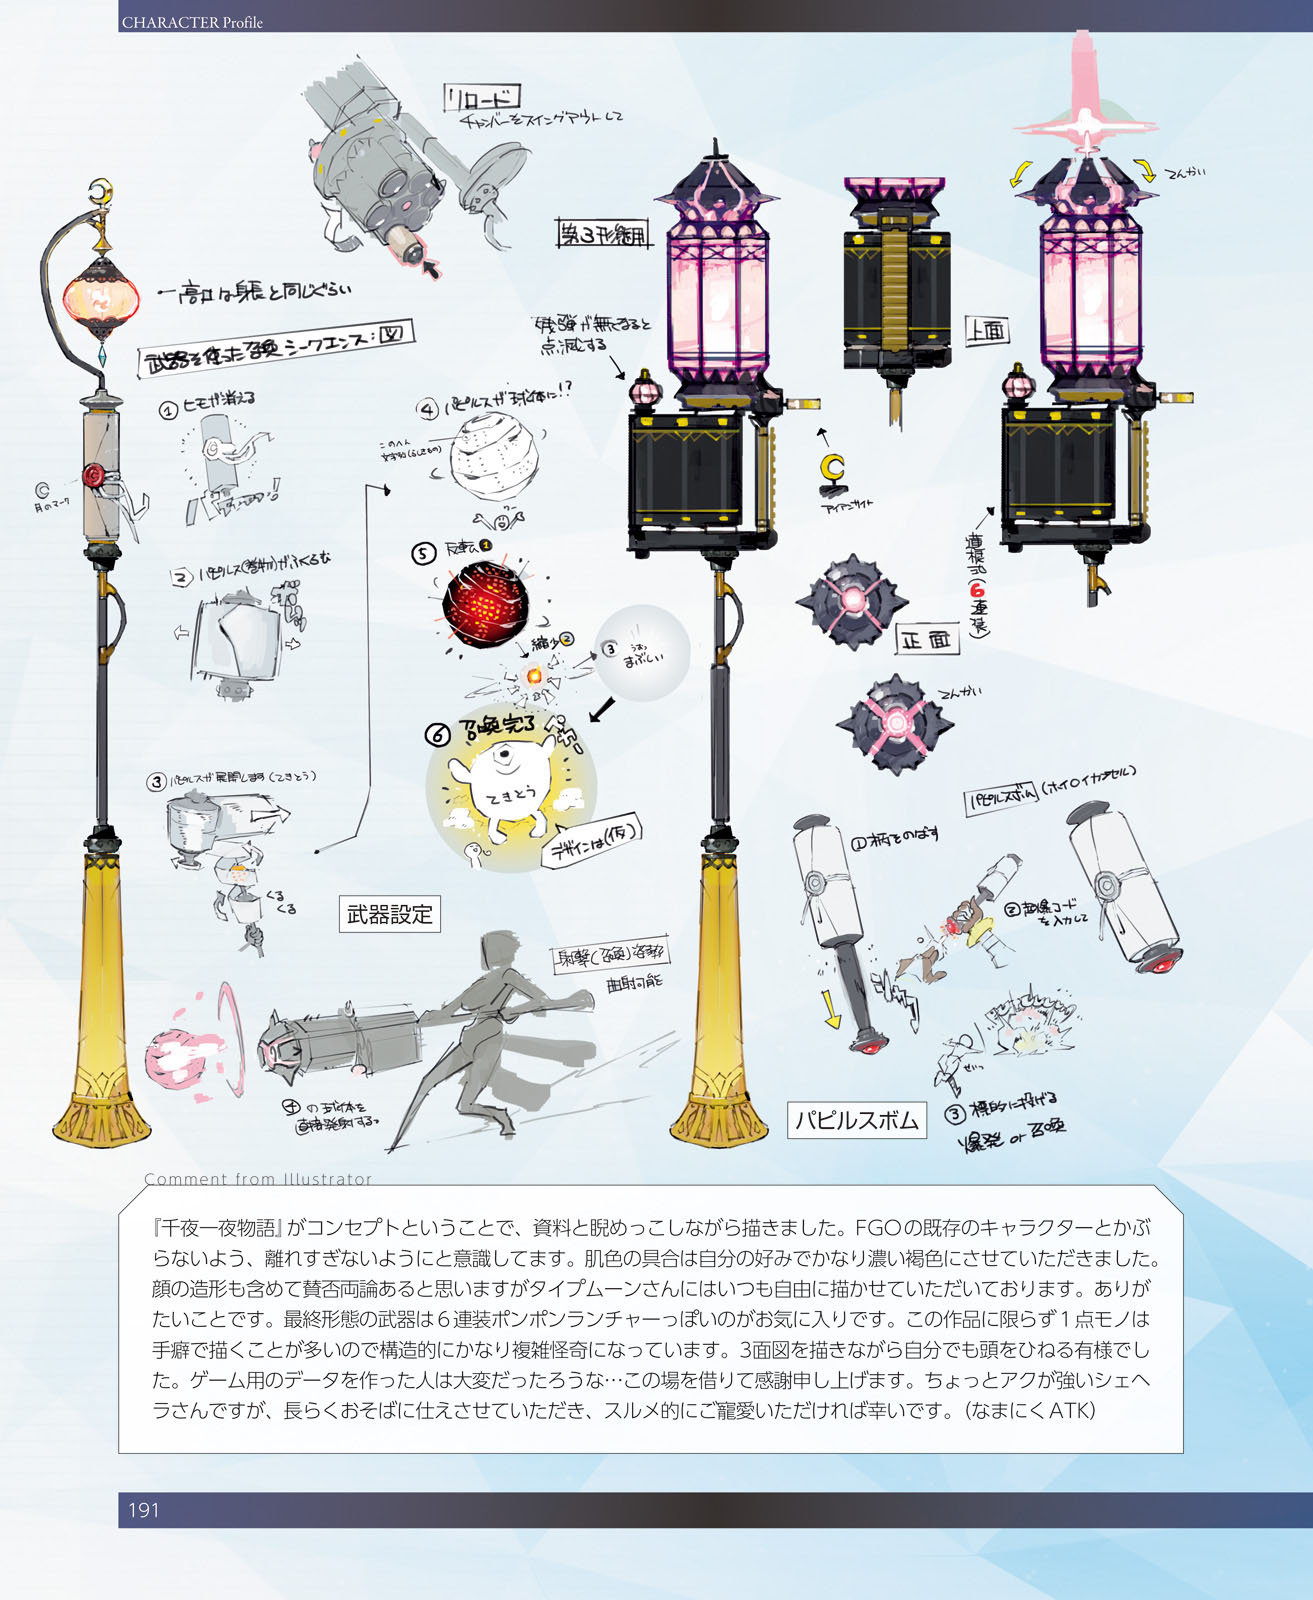 CHARACTER Profile
リロード
チャンバーをスイングアウトして
てんかい
第3形態用
高さは身長と同じぐらい
残弾が無くなると
点滅する
上面
武器を使った召喚シークエンス:図
① ヒモが消える
④ パピルスが球体に!?
このへん
月のマーク
アイアンサイト
⑤ 反転 1
② パピルス(巻物)がふくらむ
(6連装)
縮小 2
3
まぶしい
正面
てんかい
⑥ 召喚完了
てきとう
デザインは(仮)
③ パピルスが展開します(てきとう)
くる
くる
パピルスボム
①柄をのばす
②起爆コード
を入力して
武器設定
射撃(召喚)姿勢
曲射可能
④の球体を
直接発射する
せいっ
③ 標的に投げる
爆発 or 召喚
パピルスボム
Comment from Illustrator
『千夜一夜物語』がコンセプトということで、資料と睨めっこしながら描きました。FGOの既存のキャラクターとかぶ
らないよう、離れすぎないようにと意識してます。肌色の具合は自分の好みでかなり濃い褐色にさせていただきました。
顔の造形も含めて賛否両論あると思いますがタイプムーンさんにはいつも自由に描かせていただいております。ありが
たいことです。最終形態の武器は6連装ポンポンランチャーっぽいのがお気に入りです。この作品に限らず1点モノは
手癖で描くことが多いので構造的にかなり複雑怪奇になっています。3面図を描きながら自分でも頭をひねる有様でし
た。ゲーム用のデータを作った人は大変だったろうな…この場を借りて感謝申し上げます。ちょっとアクが強いシェヘ
ラさんですが、長らくおそばに仕えさせていただき、スルメ的にご寵愛いただければ幸いです。(なまにくATK)
191